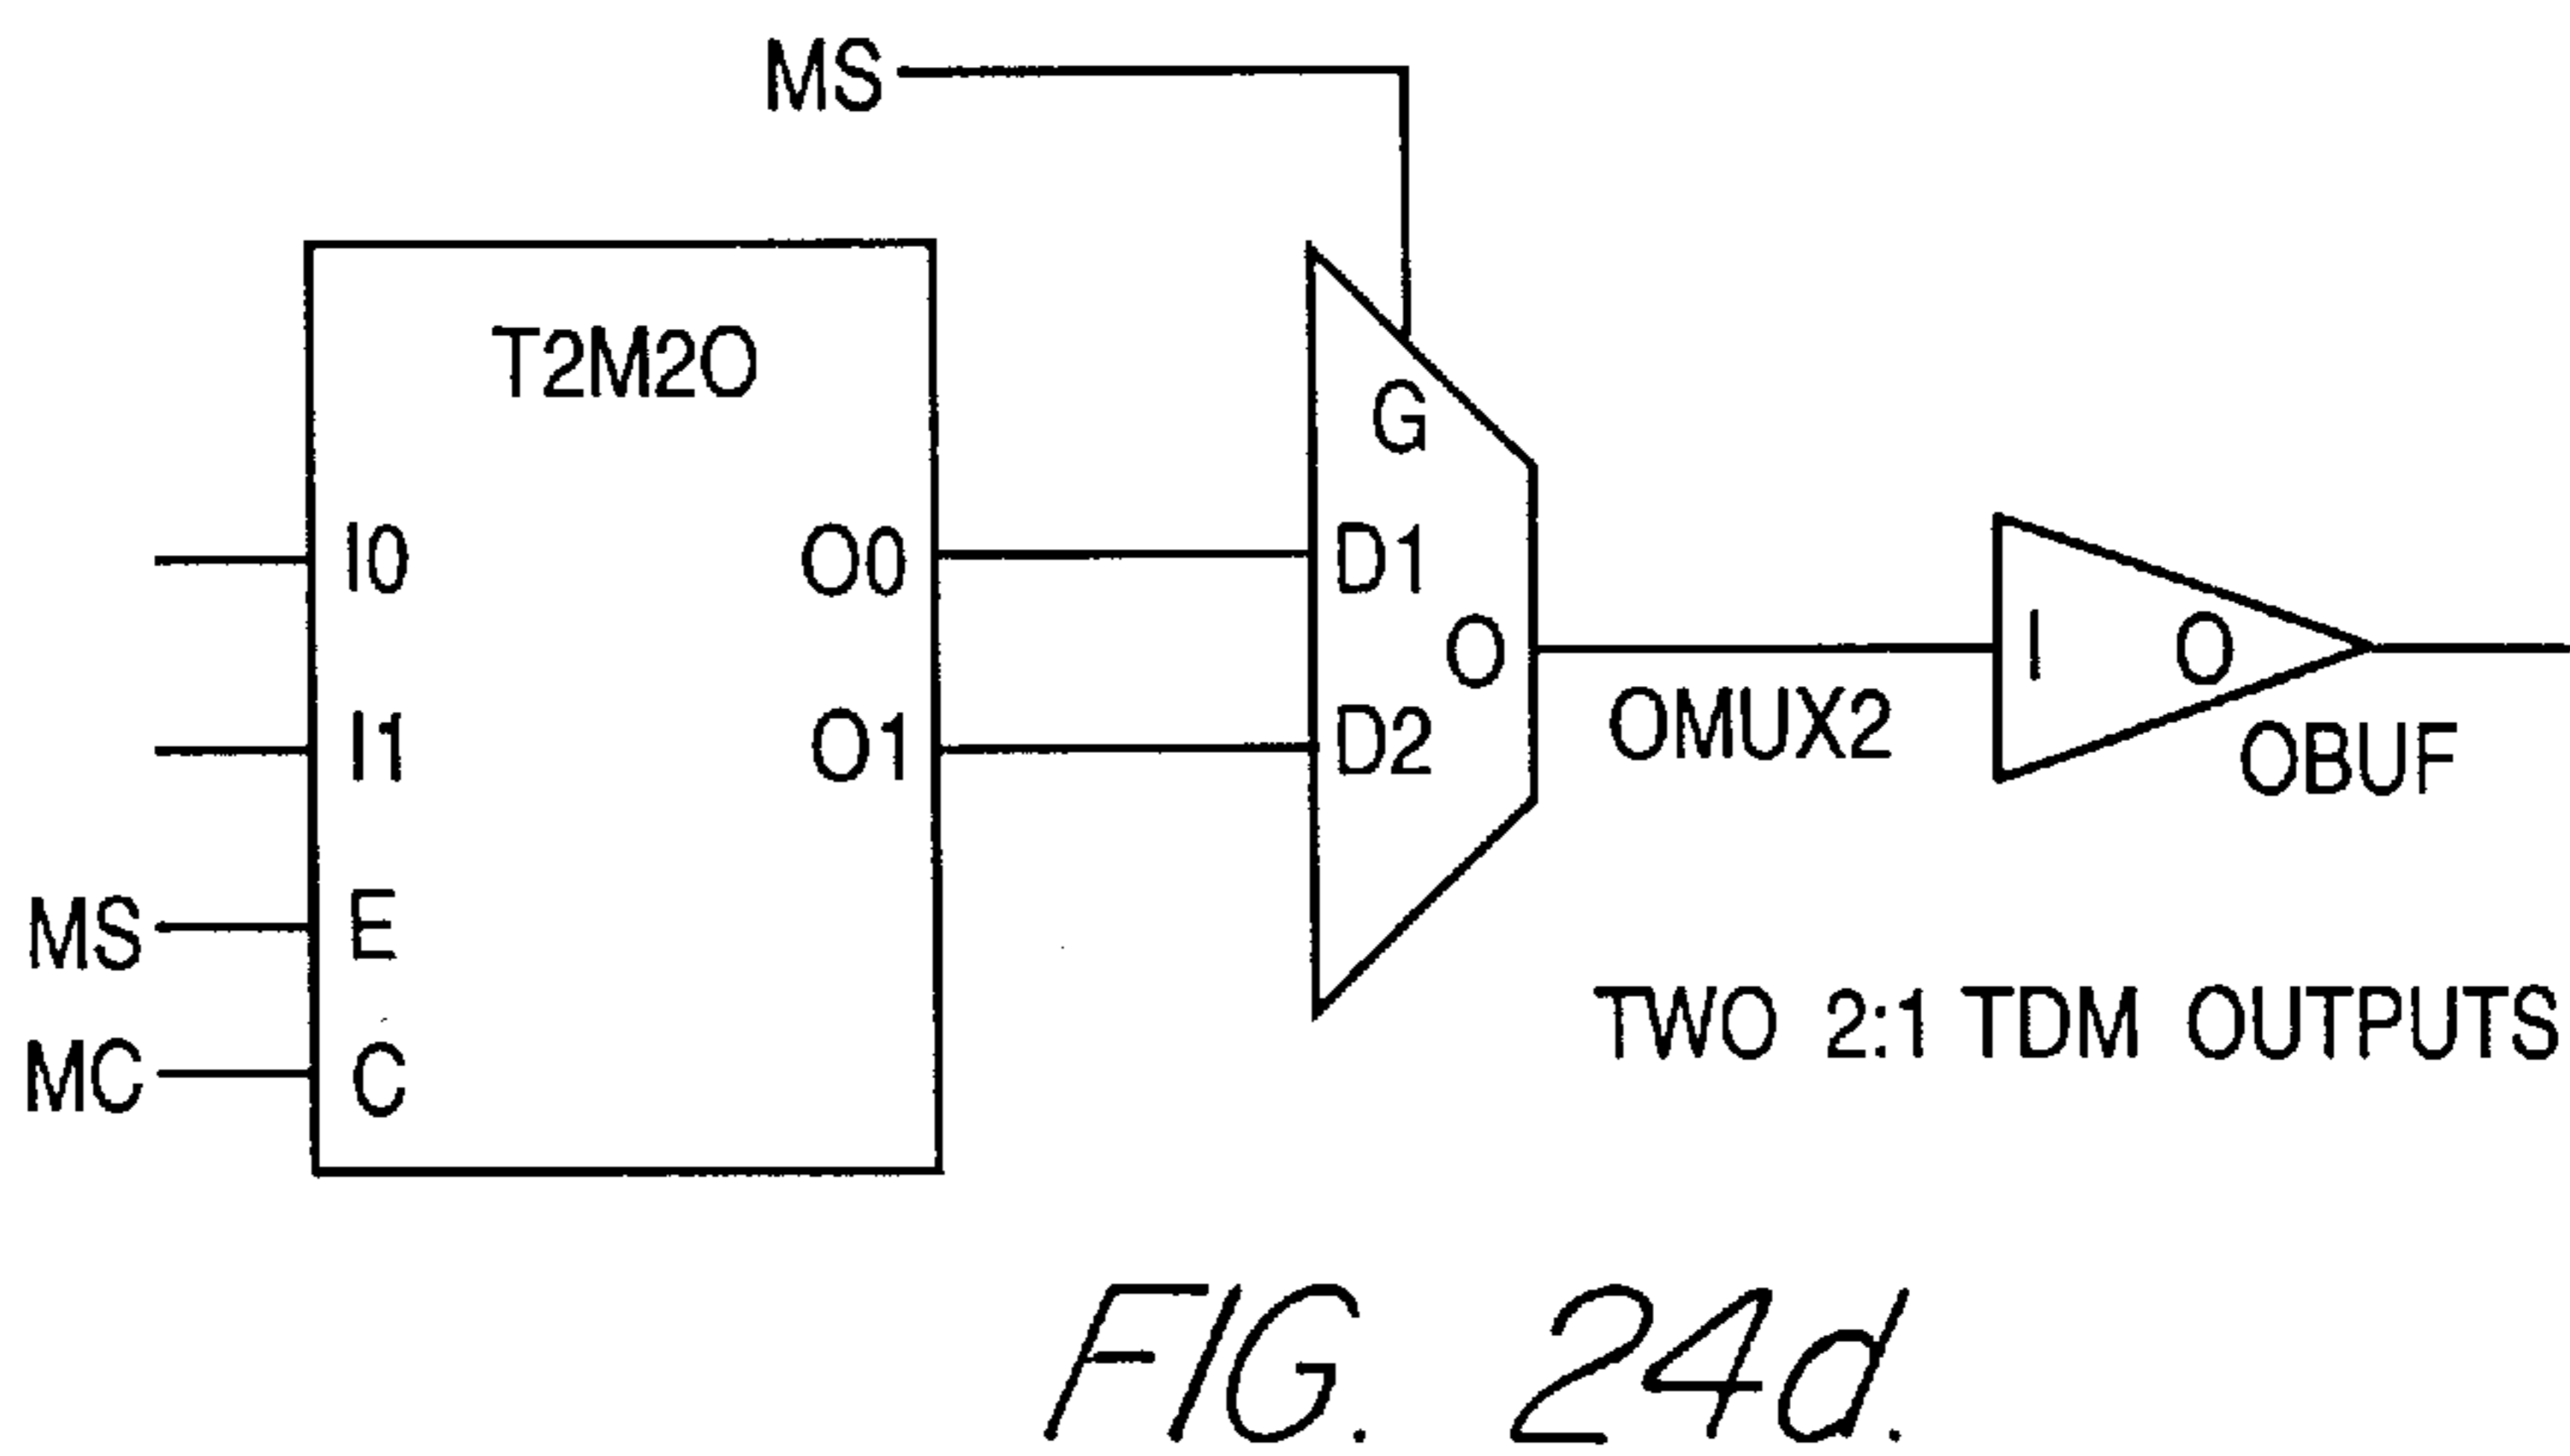 MS
T2M2O
I0
O0
I1
O1
MS E
MC C
G
D1
D2
O
OMUX2
I O
OBUF
TWO 2:1 TDM OUTPUTS
FIG. 24d.